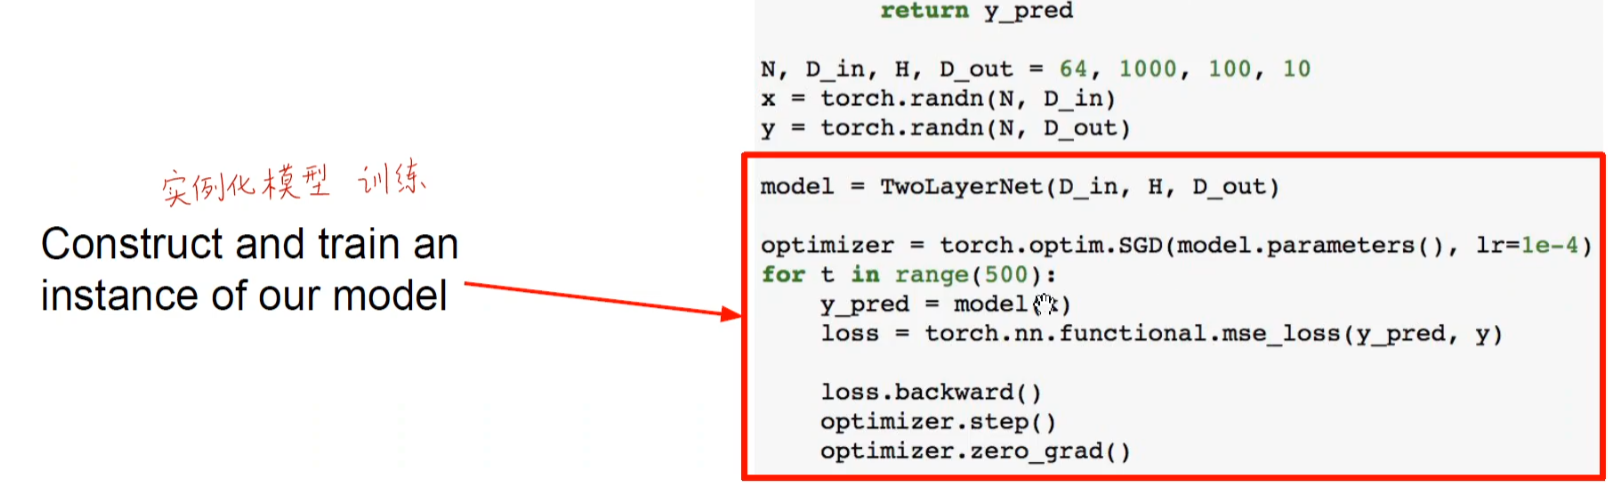 return y_pred
N, D_in, H, D_out = 64, 1000, 100, 10
x = torch.randn(N, D_in)
y = torch.randn(N, D_out)
实例化模型 训练
Construct and train an
instance of our model
model = TwoLayerNet(D_in, H, D_out)
optimizer = torch.optim.SGD(model.parameters(), lr=1e-4)
for t in range(500):
y_pred = model(x)
loss = torch.nn.functional.mse_loss(y_pred, y)
loss.backward()
optimizer.step()
optimizer.zero_grad()